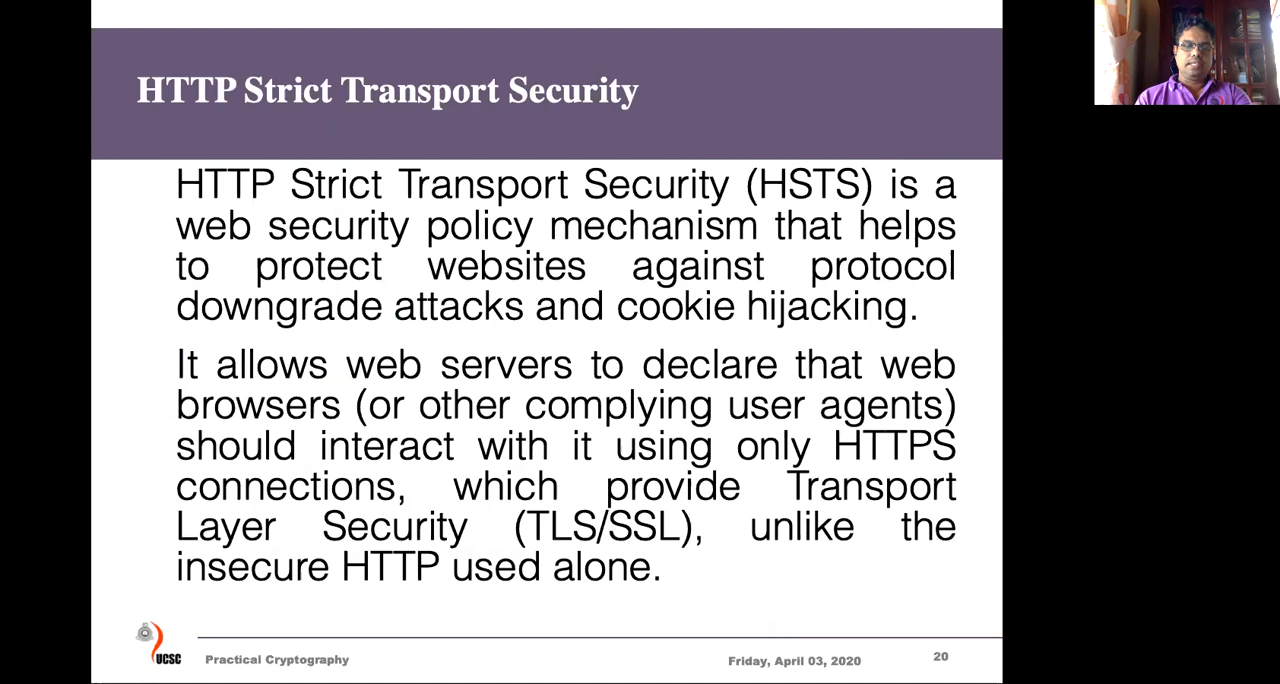 HTTP Strict Transport Security
HTTP Strict Transport Security (HSTS) is a
web security policy mechanism that helps
to protect websites against protocol
downgrade attacks and cookie hijacking.
It allows web servers to declare that web
browsers (or other complying user agents)
should interact with it using only HTTPS
connections, which provide Transport
Layer Security (TLS/SSL), unlike the
insecure HTTP used alone.
UCSC
Practical Cryptography
Friday, April 03, 2020
20